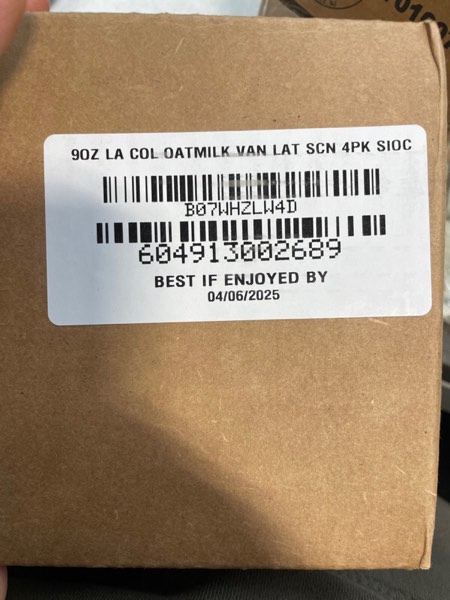 9OZ LA COL OATMILK VAN LAT SCN 4PK SIOC
B07WHZLW4D
604913002689
BEST IF ENJOYED BY
04/06/2025